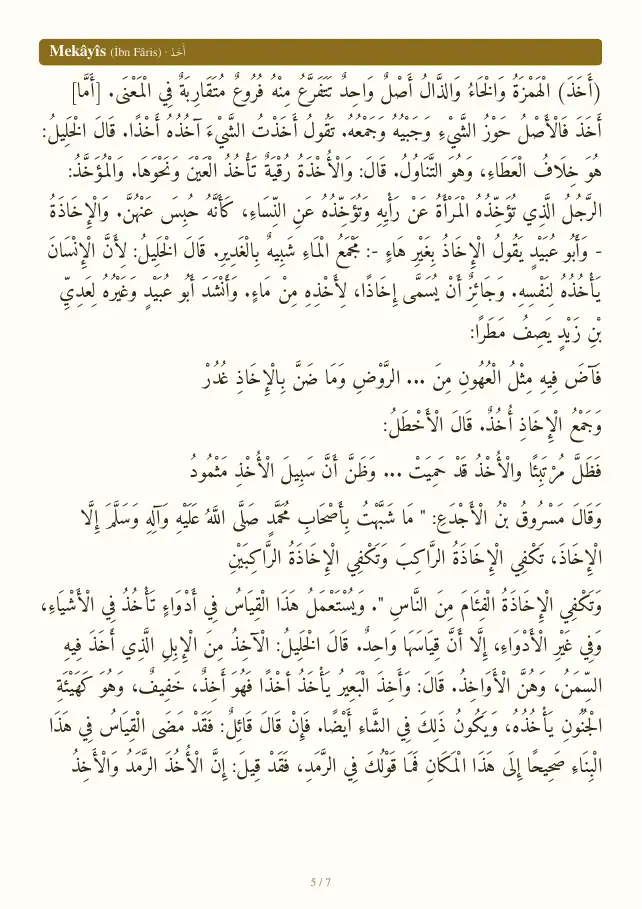 Mekâyîs (İbn Fâris) · أَخَذَ
(أَخَذَ) الْهَمْزَةُ وَالْخَاءُ وَالذَّالُ أَصْلٌ وَاحِدٌ تَتَفَرَّعُ مِنْهُ فُرُوعٌ مُتَقَارِبَةٌ فِي الْمَعْنَى. [أَمَّا]
أَخَذَ فَالْأَصْلُ حَوْزُ الشَّيْءِ وَجَبْيُهُ وَجَمْعُهُ. تَقُولُ أَخَذْتُ الشَّيْءَ آخُذُهُ أَخْذًا. قَالَ الْخَلِيلُ:
هُوَ خِلَافُ الْعَطَاءِ، وَهُوَ التَّنَاوُلُ. قَالَ: وَالْأُخْذَةُ رُقْيَةٌ تَأْخُذُ الْعَيْنَ وَنَحْوَهَا. وَالْمُؤَخَّذُ:
الرَّجُلُ الَّذِي تُؤَخِّذُهُ الْمَرْأَةُ عَنْ رَأْيِهِ وَتُؤَخِّذُهُ عَنِ النِّسَاءِ، كَأَنَّهُ حُبِسَ عَنْهُنَّ. وَالْإِخَاذَةُ
- وَأَبُو عُبَيْدٍ يَقُولُ الْإِخَاذُ بِغَيْرِ هَاءٍ -: مَجْمَعُ الْمَاءِ شَبِيهٌ بِالْغَدِيرِ. قَالَ الْخَلِيلُ: لِأَنَّ الْإِنْسَانَ
يَأْخُذُهُ لِنَفْسِهِ. وَجَائِزٌ أَنْ يُسَمَّى إِخَاذًا، لِأَخْذِهِ مِنْ مَاءٍ. وَأَنْشَدَ أَبُو عُبَيْدٍ وَغَيْرُهُ لِعَدِيِّ
بْنِ زَيْدٍ يَصِفُ مَطَرًا:
فَآضَ فِيهِ مِثْلُ الْعُهُونِ مِنَ ... الرَّوْضِ وَمَا ضَنَّ بِالْإِخَاذِ غُدُرْ
وَجَمْعُ الْإِخَاذِ أُخُذٌ. قَالَ الْأَخْطَلُ:
فَظَلَّ مُرْتَبِئًا وَالْأُخْذُ قَدْ حَمِيَتْ ... وَظَنَّ أَنَّ سَبِيلَ الْأُخْذِ مَثْمُودُ
وَقَالَ مَسْرُوقُ بْنُ الْأَجْدَعِ: " مَا شَبَّهْتُ بِأَصْحَابِ مُحَمَّدٍ صَلَّى اللَّهُ عَلَيْهِ وَآلِهِ وَسَلَّمَ إِلَّا
الْإِخَاذَ، تَكْفِي الْإِخَاذَةُ الرَّاكِبَ وَتَكْفِي الْإِخَاذَةُ الرَّاكِبَيْنِ
وَتَكْفِي الْإِخَاذَةُ الْفِئَامَ مِنَ النَّاسِ ". وَيُسْتَعْمَلُ هَذَا الْقِيَاسُ فِي أَدْوَاءٍ تَأْخُذُ فِي الْأَشْيَاءِ،
وَفِي غَيْرِ الْأَدْوَاءِ، إِلَّا أَنَّ قِيَاسَهَا وَاحِدٌ. قَالَ الْخَلِيلُ: الْآخِذُ مِنَ الْإِبِلِ الَّذِي أَخَذَ فِيهِ
السِّمَنُ، وَهُنَّ الْأَوَاخِذُ. قَالَ: وَأَخِذَ الْبَعِيرُ يَأْخَذُ أَخْذًا فَهُوَ أَخِذٌ، خَفِيفٌ، وَهُوَ كَهَيْئَةِ
الْجُنُونِ يَأْخُذُهُ، وَيَكُونُ ذَلِكَ فِي الشَّاءِ أَيْضًا. فَإِنْ قَالَ قَائِلٌ: فَقَدْ مَضَى الْقِيَاسُ فِي هَذَا
الْبِنَاءِ صَحِيحًا إِلَى هَذَا الْمَكَانِ فَمَا قَوْلُكَ فِي الرَّمَدِ، فَقَدْ قِيلَ: إِنَّ الْأُخُذَ الرَّمَدُ وَالْأَخِذُ
5 / 7